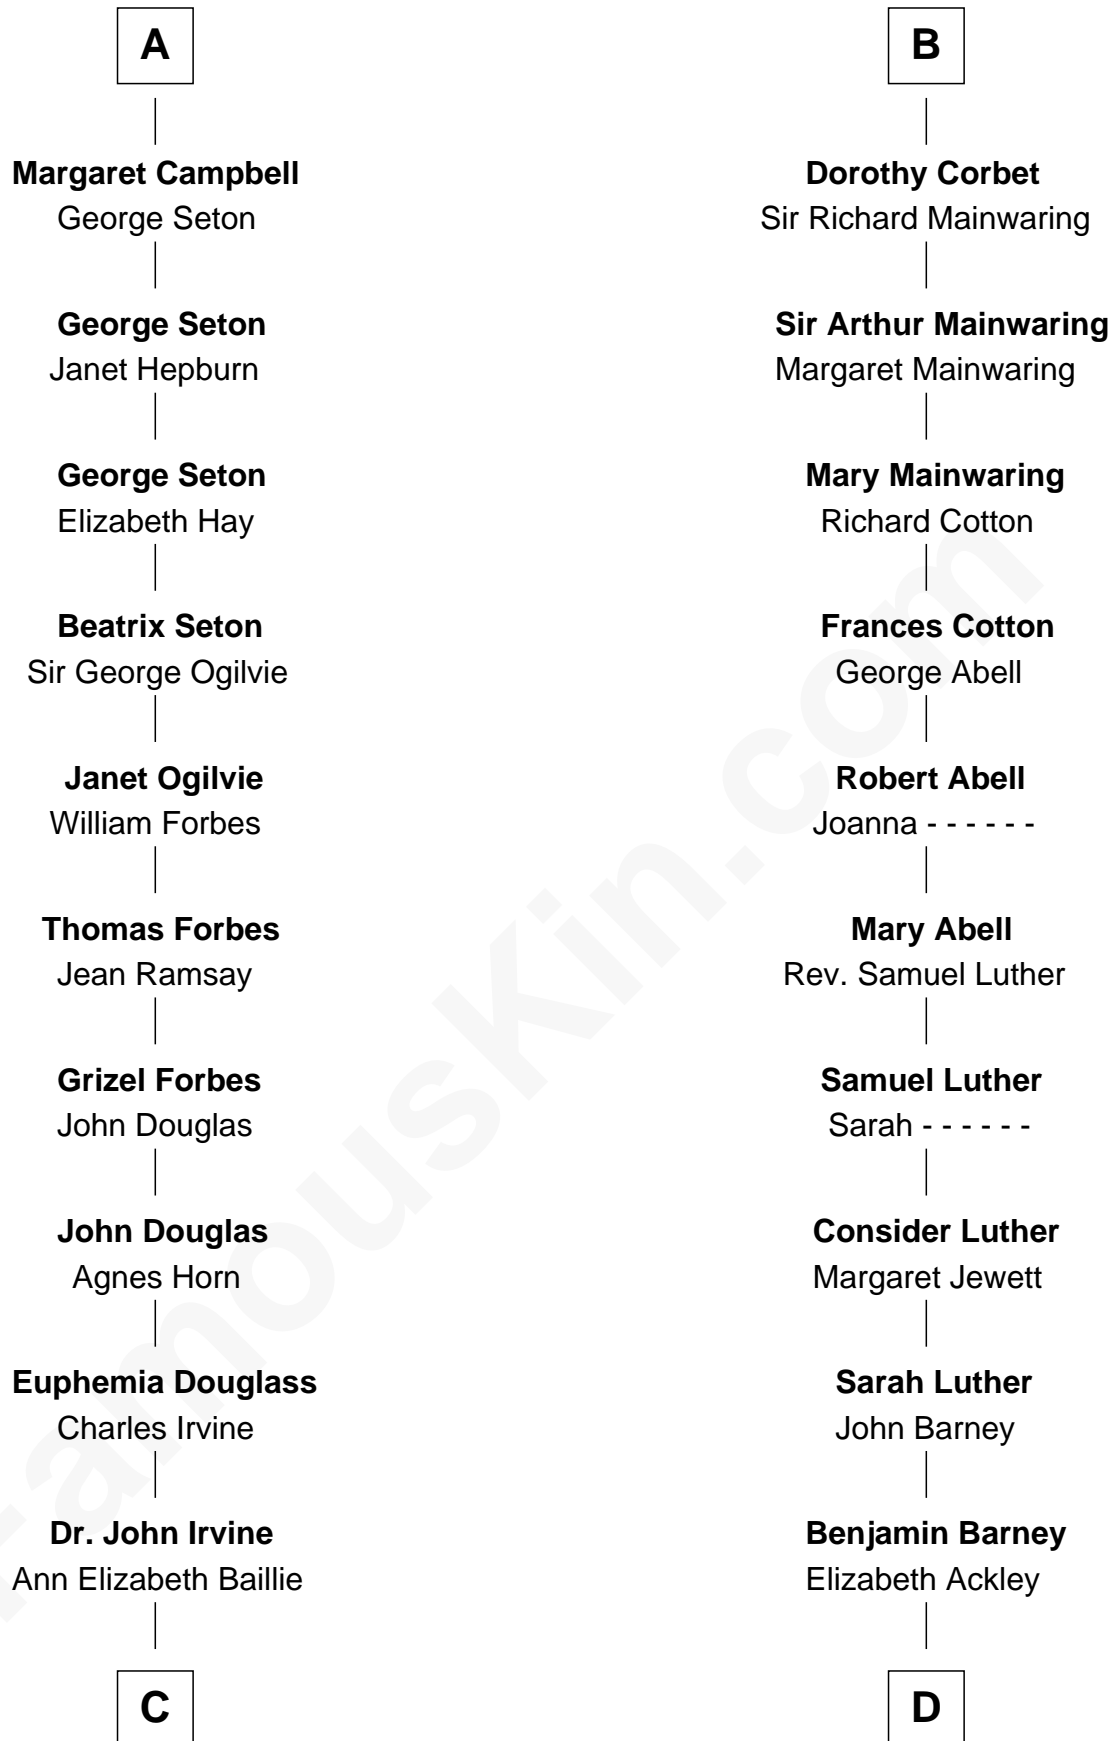 A
Margaret Campbell
George Seton
George Seton
Janet Hepburn
George Seton
Elizabeth Hay
Beatrix Seton
Sir George Ogilvie
Janet Ogilvie
William Forbes
Thomas Forbes
Jean Ramsay
Grizel Forbes
John Douglas
John Douglas
Agnes Horn
Euphemia Douglass
Charles Irvine
Dr. John Irvine
Ann Elizabeth Baillie
C
B
Dorothy Corbet
Sir Richard Mainwaring
Sir Arthur Mainwaring
Margaret Mainwaring
Mary Mainwaring
Richard Cotton
Frances Cotton
George Abell
Robert Abell
Joanna - - - - - -
Mary Abell
Rev. Samuel Luther
Samuel Luther
Sarah - - - - - -
Consider Luther
Margaret Jewett
Sarah Luther
John Barney
Benjamin Barney
Elizabeth Ackley
D
FamousKin.com